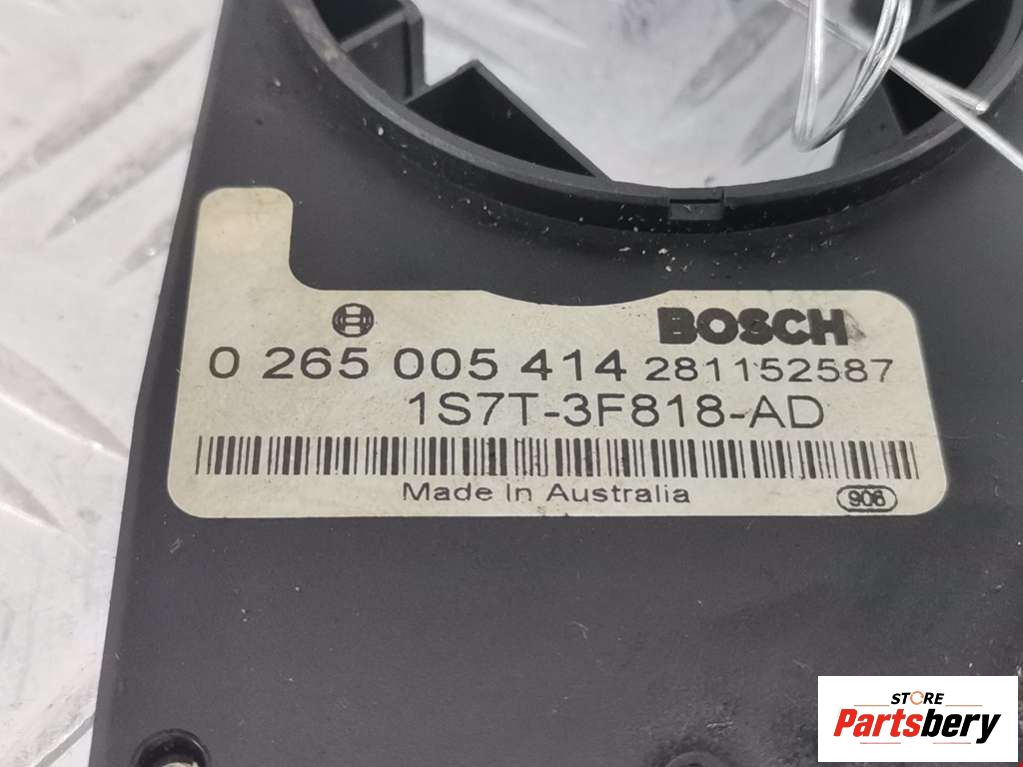 BOSCH
0 265 005 414 281152587
1S7T-3F818-AD
Made In Australia
906
STORE
Partsbery